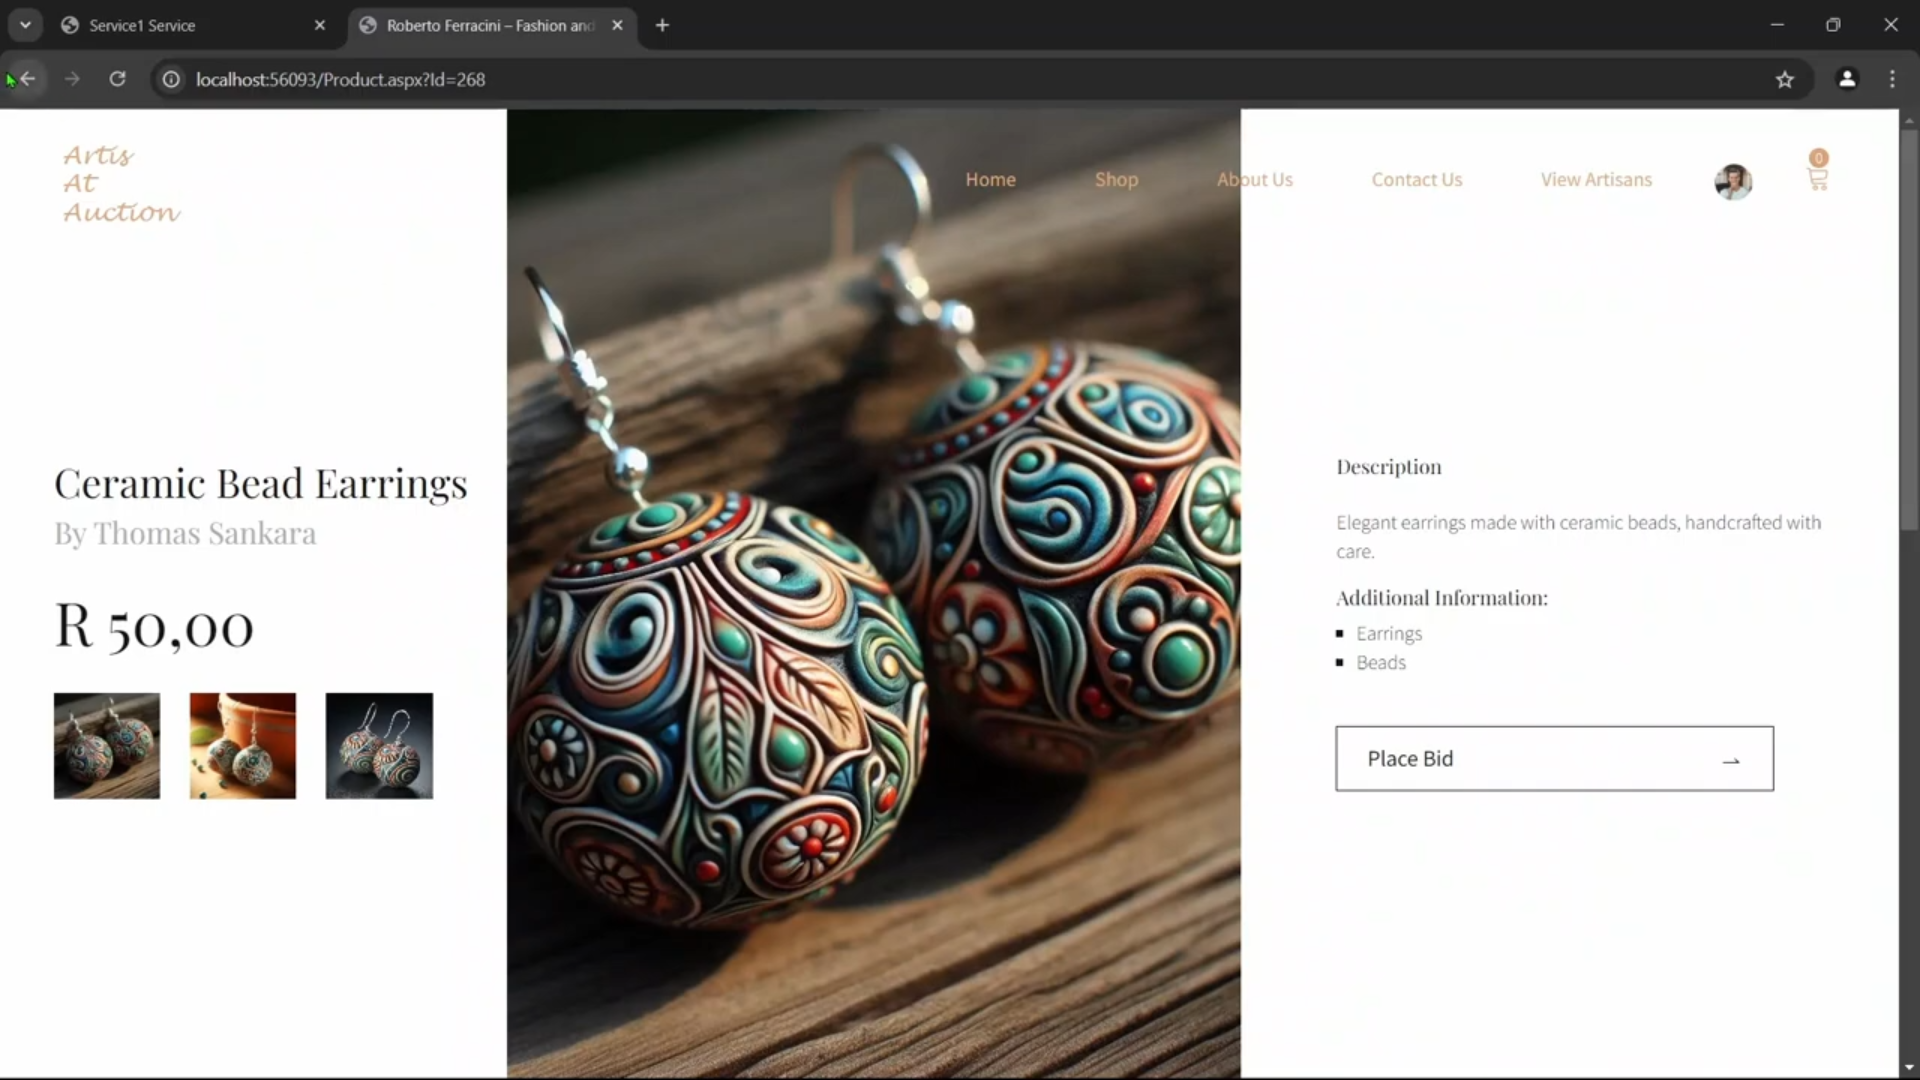 Service1 Service
Roberto Ferracini – Fashion and
localhost:56093/Product.aspx?Id=268
Artis
At
Auction
Home
Shop
About Us
Contact Us
View Artisans
0
Ceramic Bead Earrings
By Thomas Sankara
R 50,00
Description
Elegant earrings made with ceramic beads, handcrafted with
care.
Additional Information:
Earrings
Beads
Place Bid →